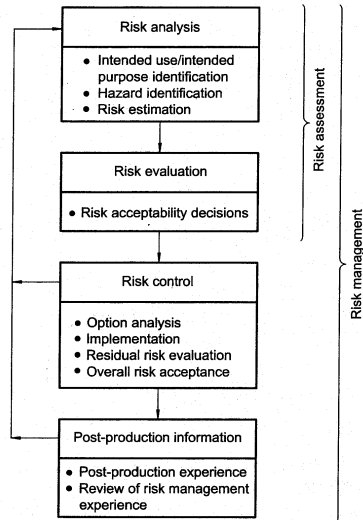 Risk analysis
• Intended use/intended
purpose identification
• Hazard identification
• Risk estimation
Risk evaluation
• Risk acceptability decisions
Risk control
• Option analysis
• Implementation
• Residual risk evaluation
• Overall risk acceptance
Post-production information
• Post-production experience
• Review of risk management
experience
Risk assessment
Risk management